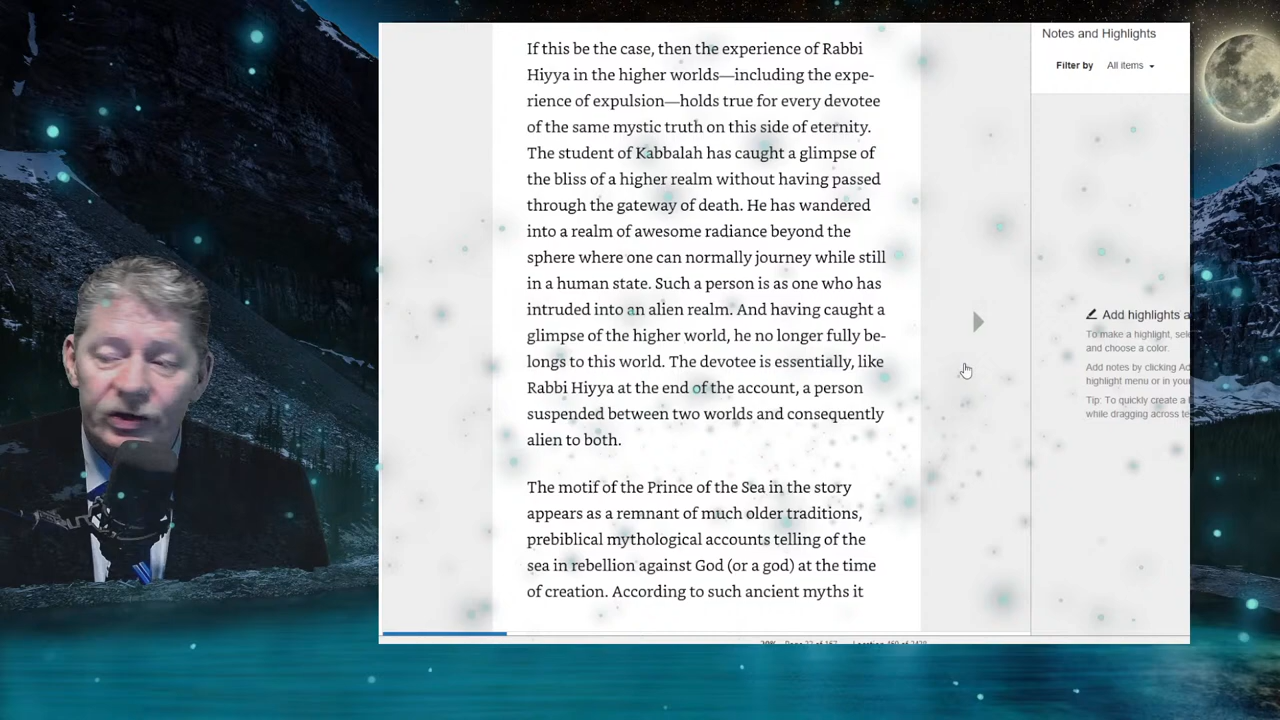 If this be the case, then the experience of Rabbi
Hiyya in the higher worlds—including the expe-
rience of expulsion—holds true for every devotee
of the same mystic truth on this side of eternity.
The student of Kabbalah has caught a glimpse of
the bliss of a higher realm without having passed
through the gateway of death. He has wandered
into a realm of awesome radiance beyond the
sphere where one can normally journey while still
in a human state. Such a person is as one who has
intruded into an alien realm. And having caught a
glimpse of the higher world, he no longer fully be-
longs to this world. The devotee is essentially, like
Rabbi Hiyya at the end of the account, a person
suspended between two worlds and consequently
alien to both.
The motif of the Prince of the Sea in the story
appears as a remnant of much older traditions,
prebiblical mythological accounts telling of the
sea in rebellion against God (or a god) at the time
of creation. According to such ancient myths it
Notes and Highlights
Filter by All items
Add highlights a
To make a highlight, sele
and choose a color.
Add notes by clicking Ad
highlight menu or in your
Tip: To quickly create a h
while dragging across te